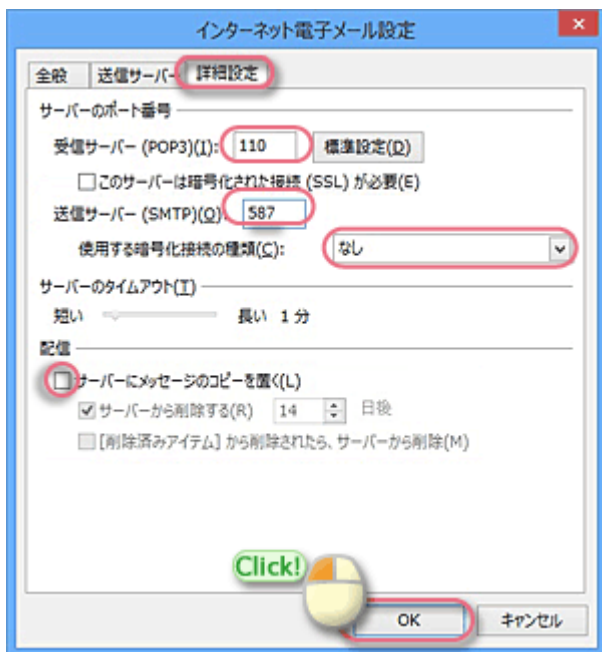 インターネット電子メール設定
全般 送信サーバー 詳細設定
サーバーのポート番号
受信サーバー (POP3)(I): 110 標準設定(D)
このサーバーは暗号化された接続 (SSL) が必要(E)
送信サーバー (SMTP)(O): 587
使用する暗号化接続の種類(C): なし
サーバーのタイムアウト(T)
短い 長い 1 分
配信
サーバーにメッセージのコピーを置く(L)
サーバーから削除する(R) 14 日後
[削除済みアイテム] から削除されたら、サーバーから削除(M)
Click!
OK キャンセル